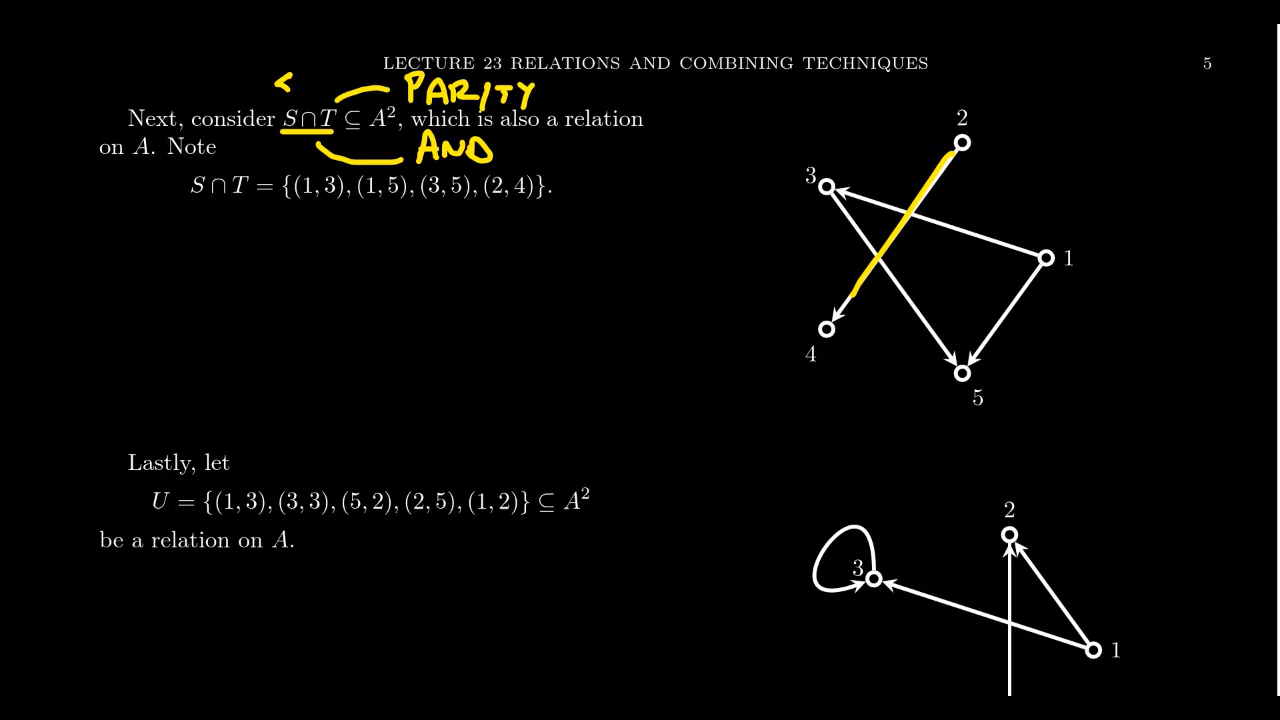 LECTURE 23 RELATIONS AND COMBINING TECHNIQUES 5
< PARITY
Next, consider S ∩ T ⊆ A², which is also a relation
on A. Note
AND
S ∩ T = {(1, 3), (1, 5), (3, 5), (2, 4)}.
2
3
1
4
5
Lastly, let
U = {(1, 3), (3, 3), (5, 2), (2, 5), (1, 2)} ⊆ A²
be a relation on A.
2
3
1